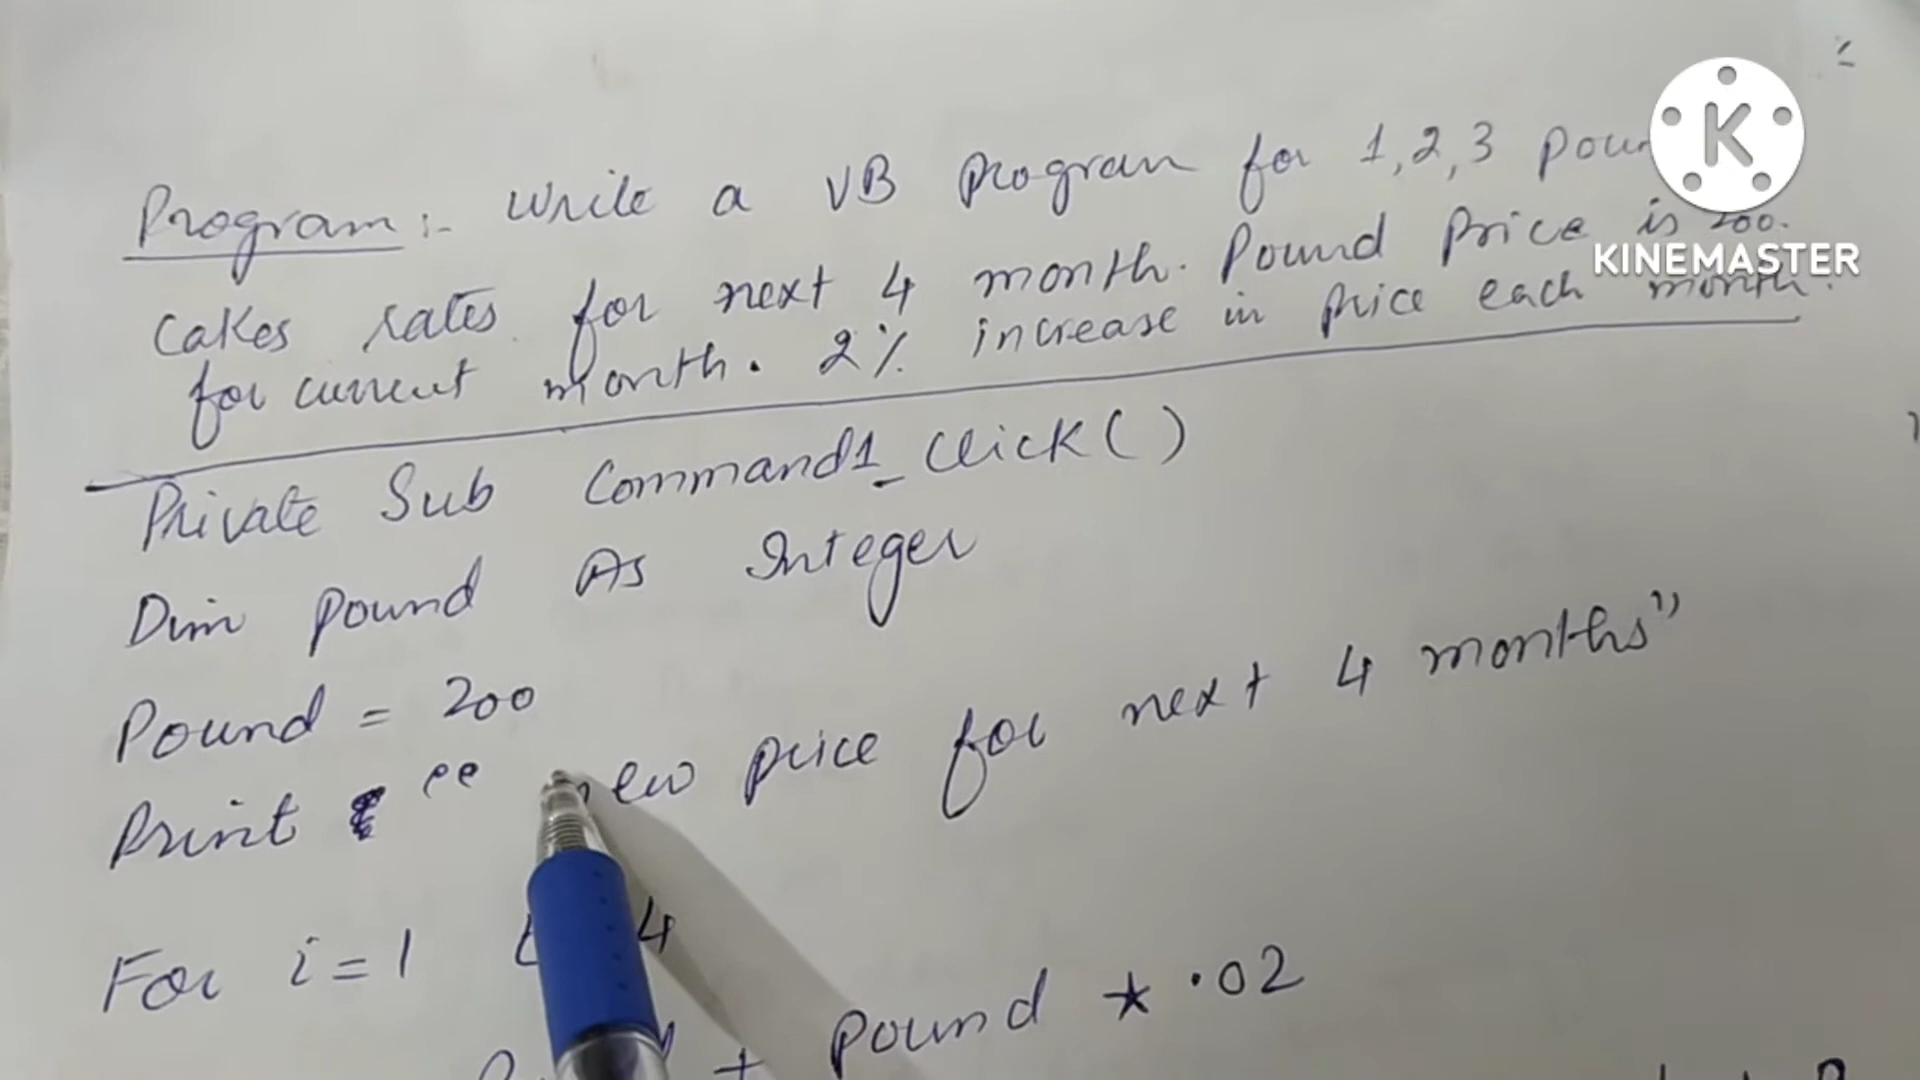 Program:- Write a VB Program for 1,2,3
K
Cakes rates for next 4 month. Pound Price is 200.
KINEMASTER
for current month. 2% increase in price each month.
Private Sub Command1_Click()
Dim pound As Integer
Pound = 200
Print " new price for next 4 months"
For i=1 4
+ pound * .02